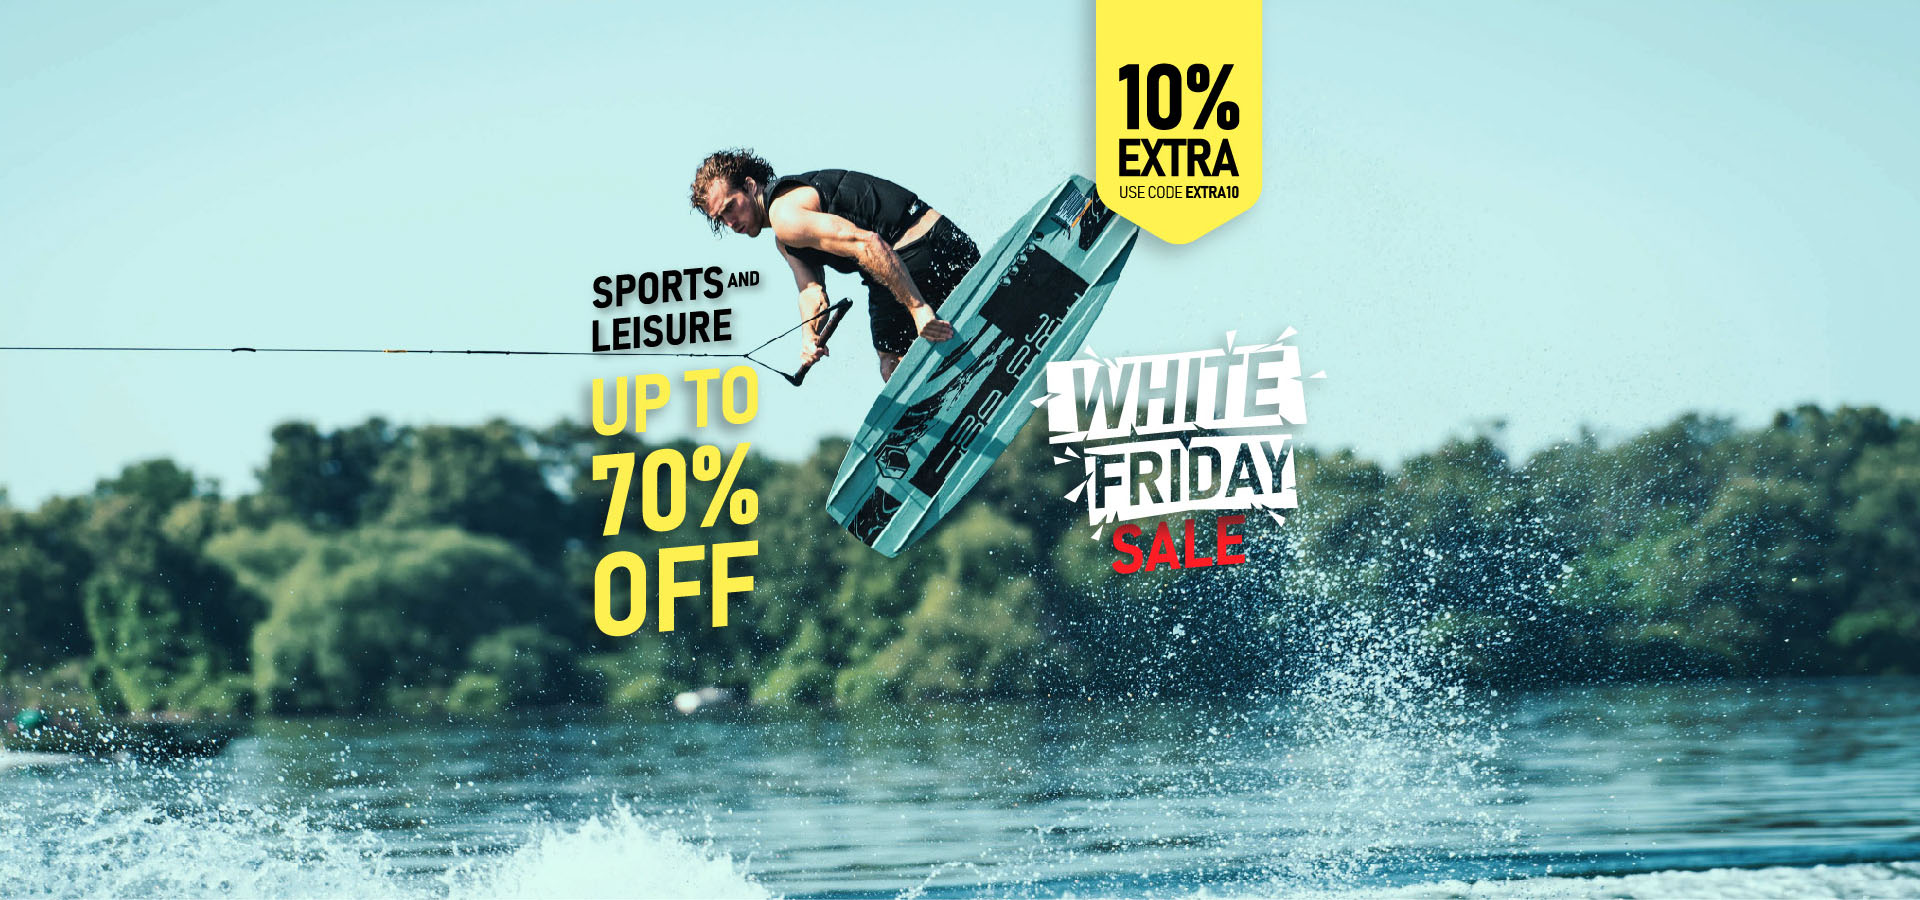 10%
EXTRA
USE CODE EXTRA10
SPORTS AND
LEISURE
UP TO
70%
OFF
WHITE
FRIDAY
SALE